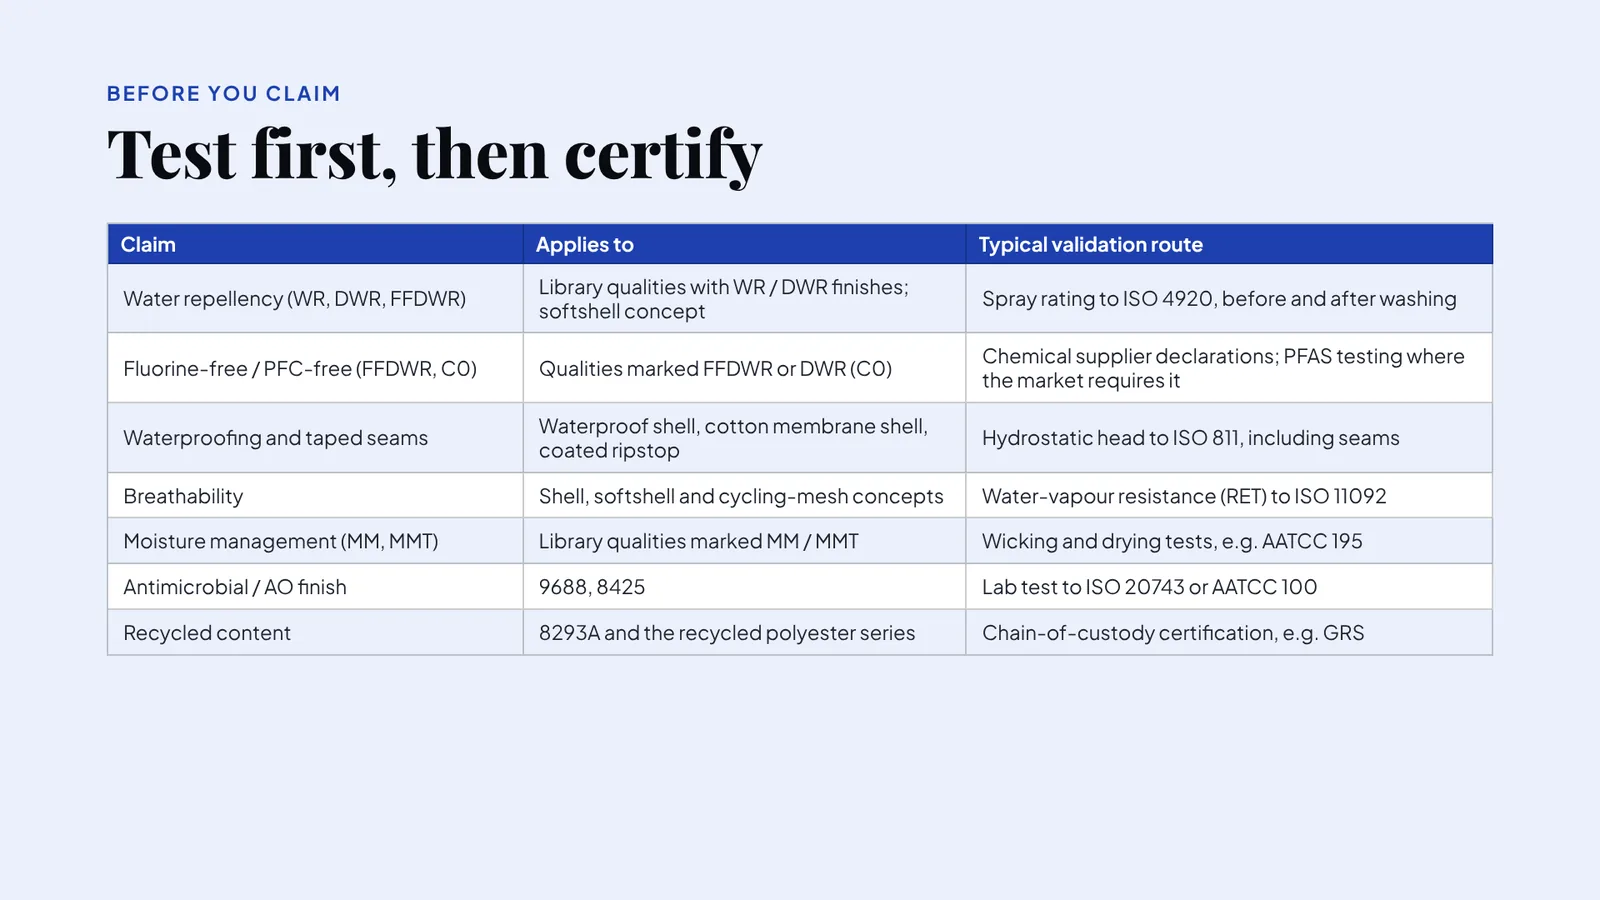 BEFORE YOU CLAIM
Test first, then certify
Claim
Applies to
Typical validation route
Water repellency (WR, DWR, FFDWR)
Library qualities with WR / DWR finishes;
softshell concept
Spray rating to ISO 4920, before and after washing
Fluorine-free / PFC-free (FFDWR, C0)
Qualities marked FFDWR or DWR (C0)
Chemical supplier declarations; PFAS testing where
the market requires it
Waterproofing and taped seams
Waterproof shell, cotton membrane shell,
coated ripstop
Hydrostatic head to ISO 811, including seams
Breathability
Shell, softshell and cycling-mesh concepts
Water-vapour resistance (RET) to ISO 11092
Moisture management (MM, MMT)
Library qualities marked MM / MMT
Wicking and drying tests, e.g. AATCC 195
Antimicrobial / AO finish
9688, 8425
Lab test to ISO 20743 or AATCC 100
Recycled content
8293A and the recycled polyester series
Chain-of-custody certification, e.g. GRS